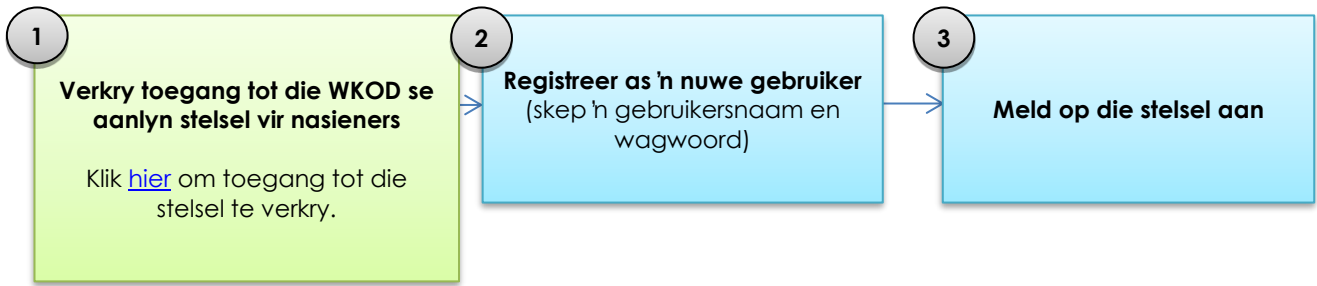 1
Verkry toegang tot die WKOD se
aanlyn stelsel vir nasieners
Klik hier om toegang tot die
stelsel te verkry.
2
Registreer as 'n nuwe gebruiker
(skep 'n gebruikersnaam en
wagwoord)
3
Meld op die stelsel aan